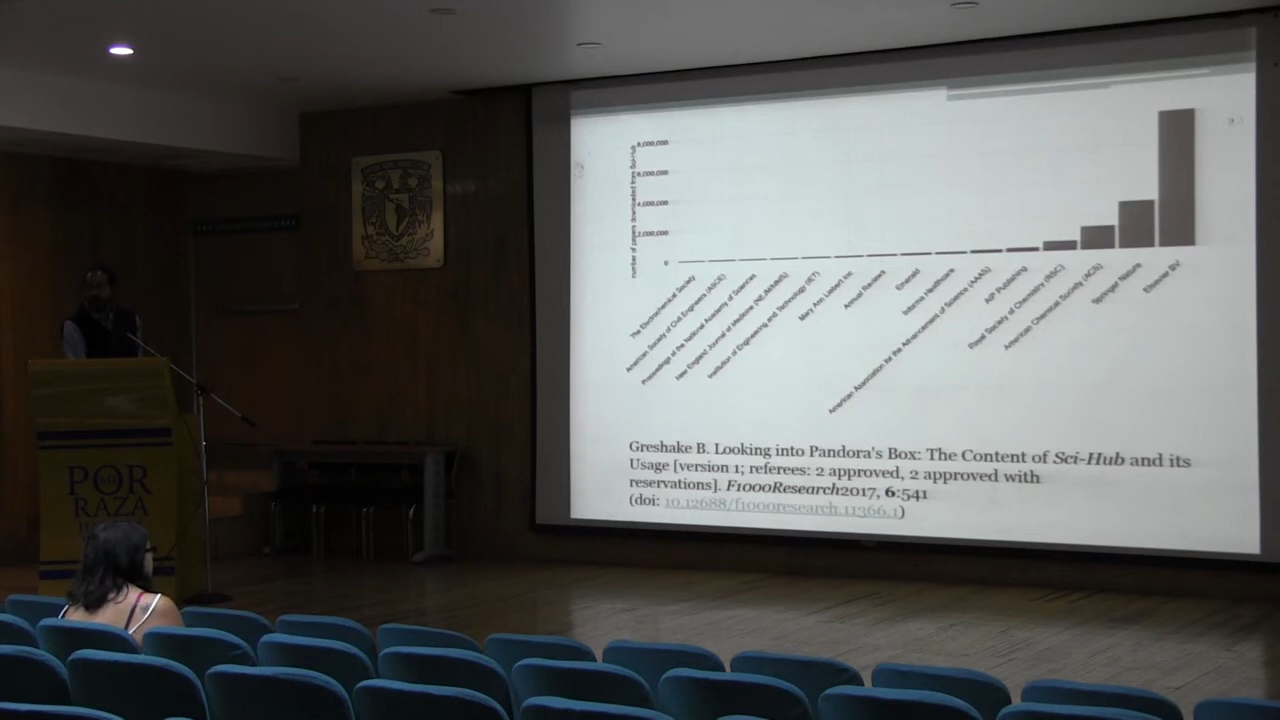 number of papers downloaded from Sci-Hub
8,000,000
6,000,000
4,000,000
2,000,000
0
The Electrochemical Society
American Society of Civil Engineers (ASCE)
Proceedings of the National Academy of Sciences
New England Journal of Medicine (NEJM/MMS)
Institution of Engineering and Technology (IET)
Mary Ann Liebert Inc
Annual Reviews
Emerald
Informa Healthcare
American Association for the Advancement of Science (AAAS)
AIP Publishing
Royal Society of Chemistry (RSC)
American Chemical Society (ACS)
Springer Nature
Elsevier BV
Greshake B. Looking into Pandora's Box: The Content of Sci-Hub and its
Usage [version 1; referees: 2 approved, 2 approved with
reservations]. F1000Research2017, 6:541
(doi: 10.12688/f1000research.11366.1)
POR
MI
RAZA